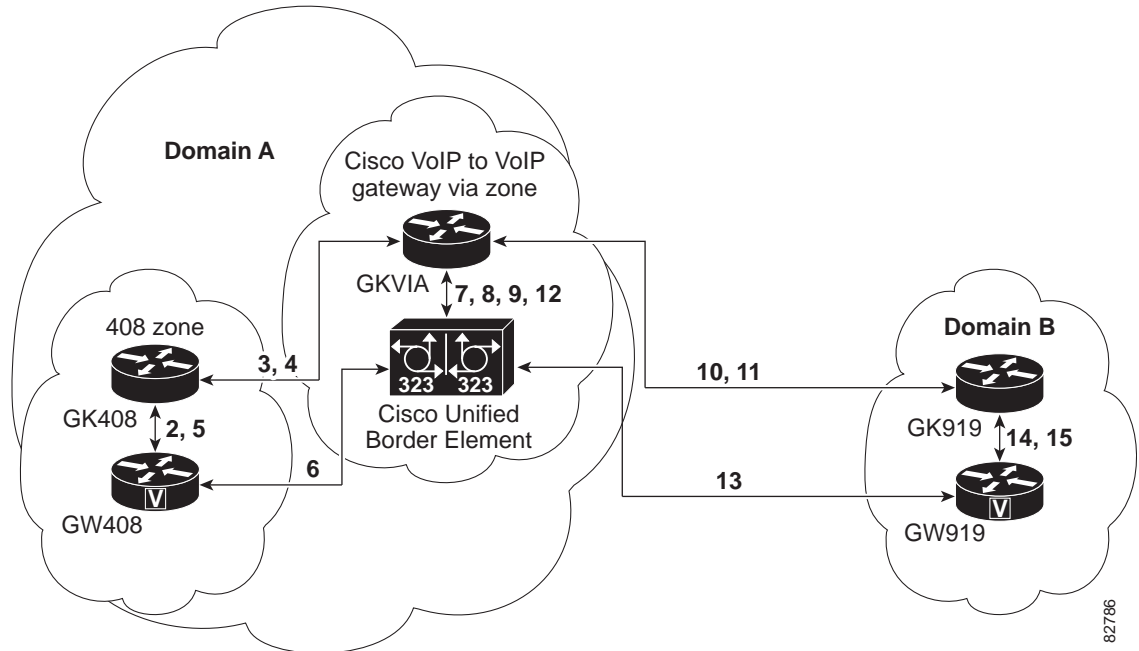 Domain A
Cisco VoIP to VoIP
gateway via zone
GKVIA
7, 8, 9, 12
408 zone
3, 4
GK408
2, 5
323 323
Cisco Unified
Border Element
6
V
GW408
Domain B
10, 11
GK919
14, 15
13
V
GW919
82786